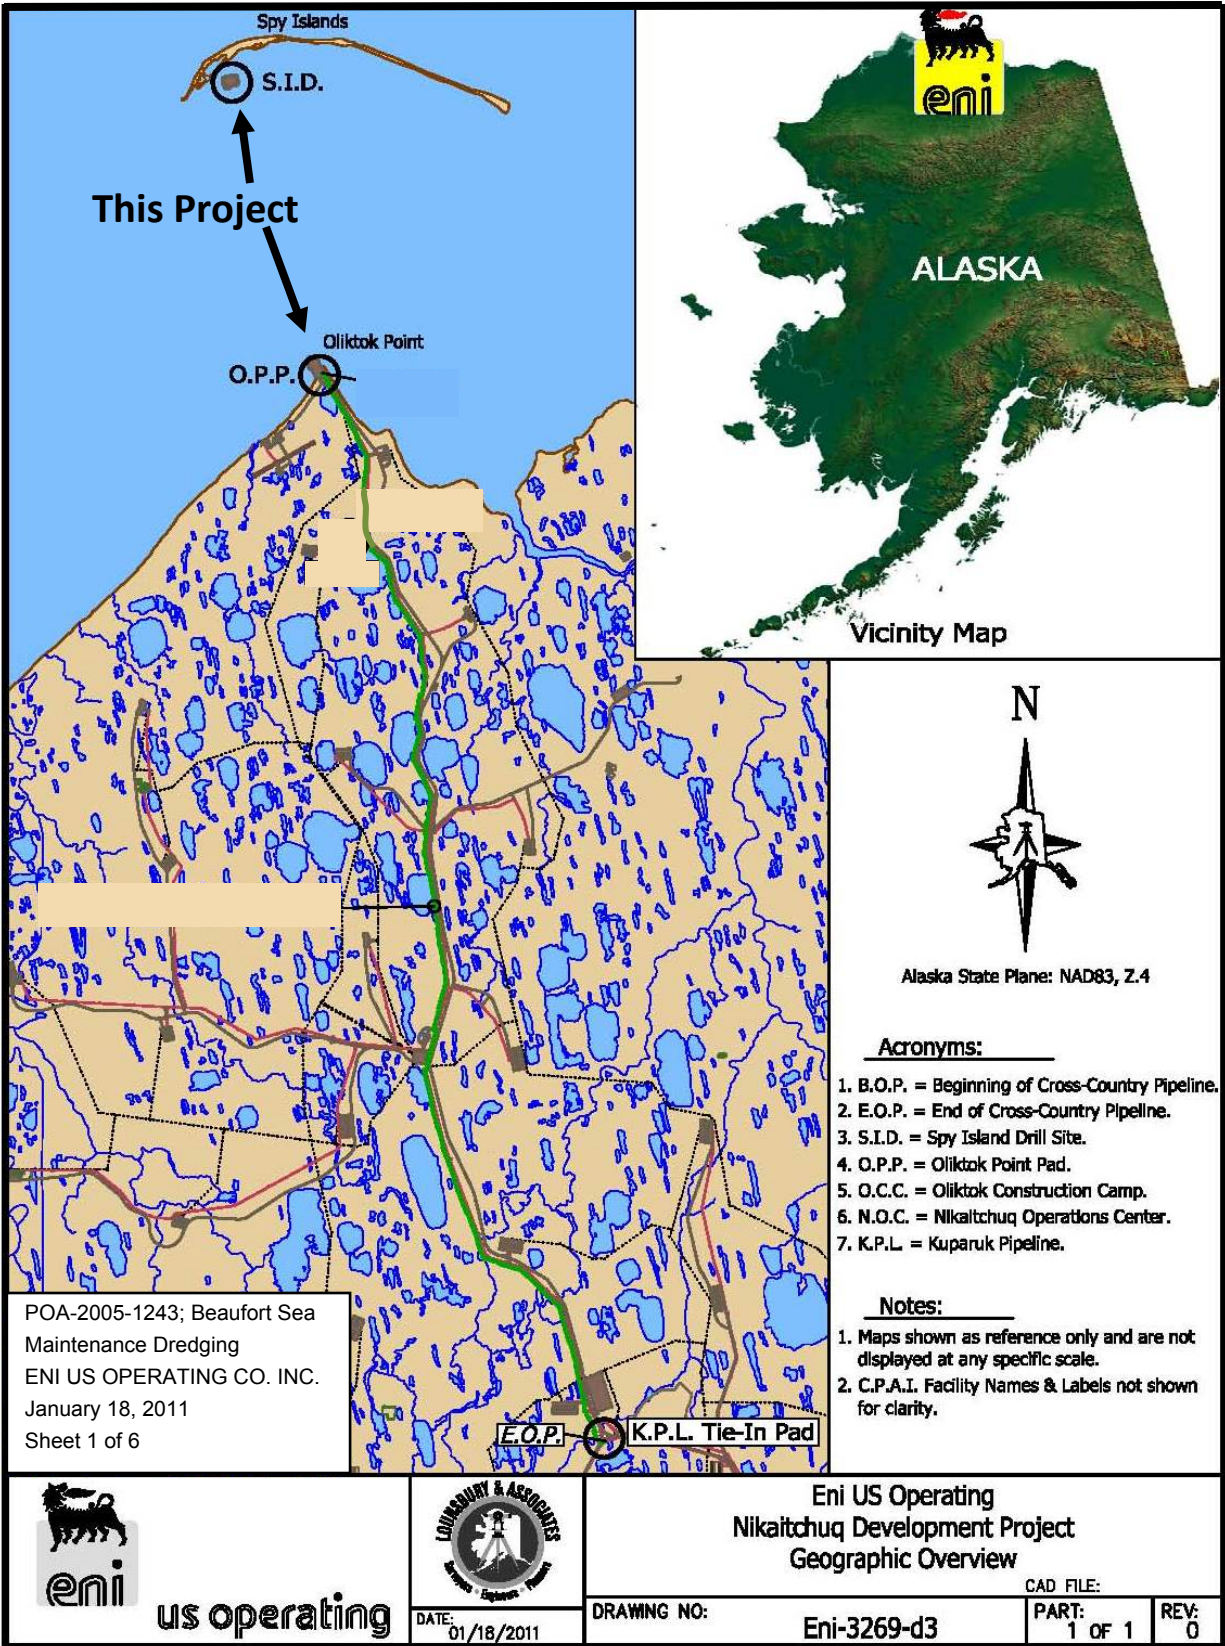 Spy Islands
S.I.D.
This Project
Oliktok Point
O.P.P.
eni
ALASKA
Vicinity Map
N
Alaska State Plane: NAD83, Z.4
Acronyms:
1. B.O.P. = Beginning of Cross-Country Pipeline.
2. E.O.P. = End of Cross-Country Pipeline.
3. S.I.D. = Spy Island Drill Site.
4. O.P.P. = Oliktok Point Pad.
5. O.C.C. = Oliktok Construction Camp.
6. N.O.C. = Nikaitchuq Operations Center.
7. K.P.L. = Kuparuk Pipeline.
Notes:
1. Maps shown as reference only and are not
displayed at any specific scale.
2. C.P.A.I. Facility Names & Labels not shown
for clarity.
POA-2005-1243; Beaufort Sea
Maintenance Dredging
ENI US OPERATING CO. INC.
January 18, 2011
Sheet 1 of 6
E.O.P.
K.P.L. Tie-In Pad
eni
us operating
LOUNSBURY & ASSOCIATES
Surveyors Engineers Planners
DATE:
01/18/2011
Eni US Operating
Nikaitchuq Development Project
Geographic Overview
CAD FILE:
DRAWING NO:
Eni-3269-d3
PART:
1 OF 1
REV:
0